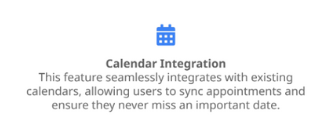 Calendar Integration
This feature seamlessly integrates with existing
calendars, allowing users to sync appointments and
ensure they never miss an important date.